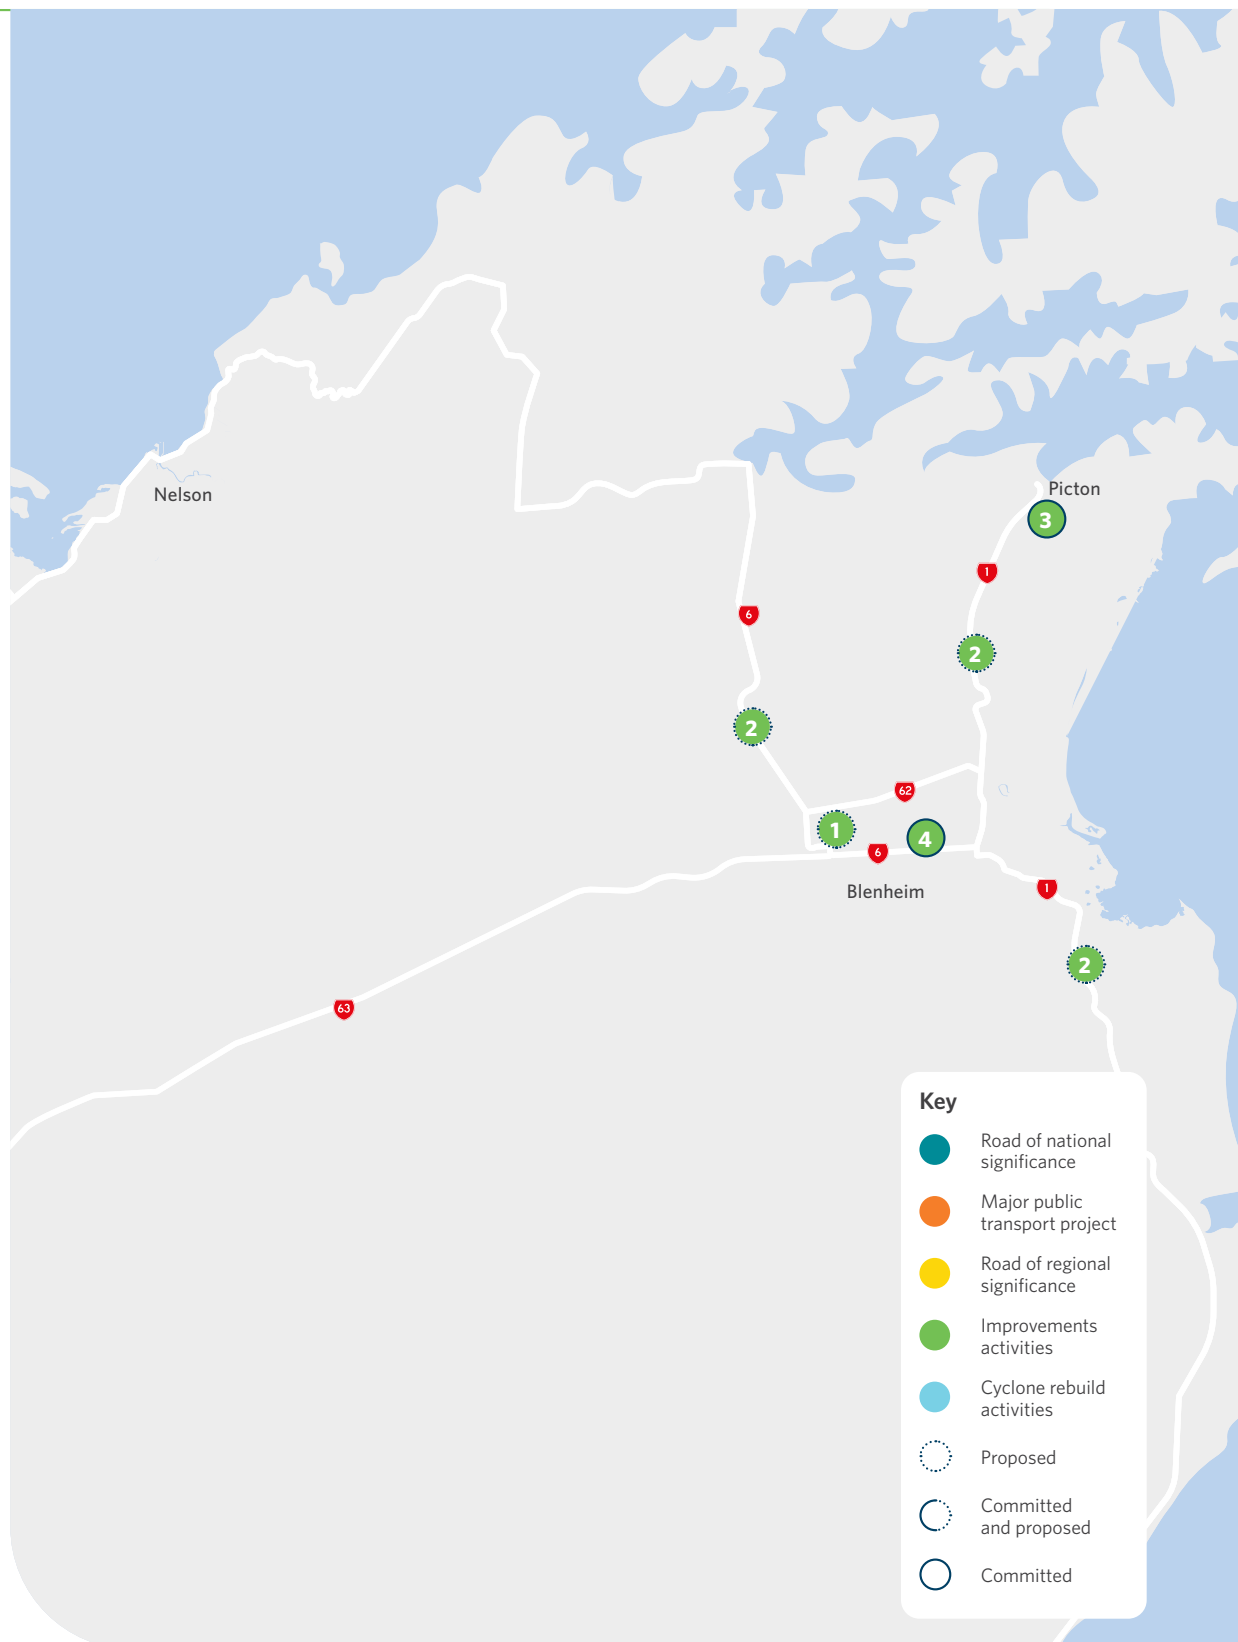 Nelson
Picton
3
1
6
2
2
62
1
4
6
Blenheim
1
2
63
Key
Road of national
significance
Major public
transport project
Road of regional
significance
Improvements
activities
Cyclone rebuild
activities
Proposed
Committed
and proposed
Committed